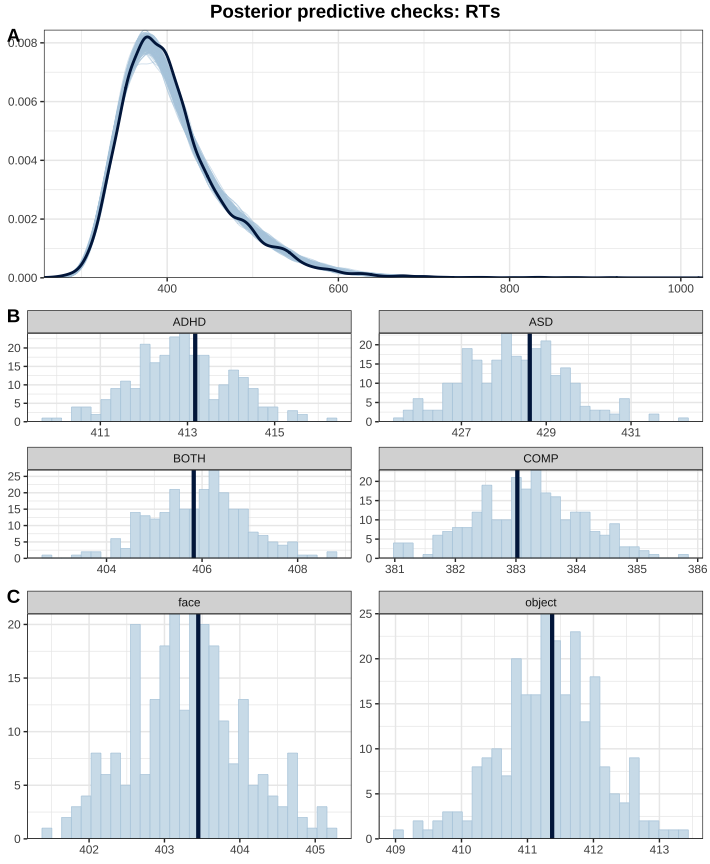 Posterior predictive checks: RTs
A
0.008
0.006
0.004
0.002
0.000
400 600 800 1000
B
ADHD ASD
20
15
10
5
0
411 413 415
20
15
10
5
0
427 429 431
BOTH COMP
25
20
15
10
5
0
404 406 408
20
15
10
5
0
381 382 383 384 385 386
C
face object
20
15
10
5
0
402 403 404 405
25
20
15
10
5
0
409 410 411 412 413